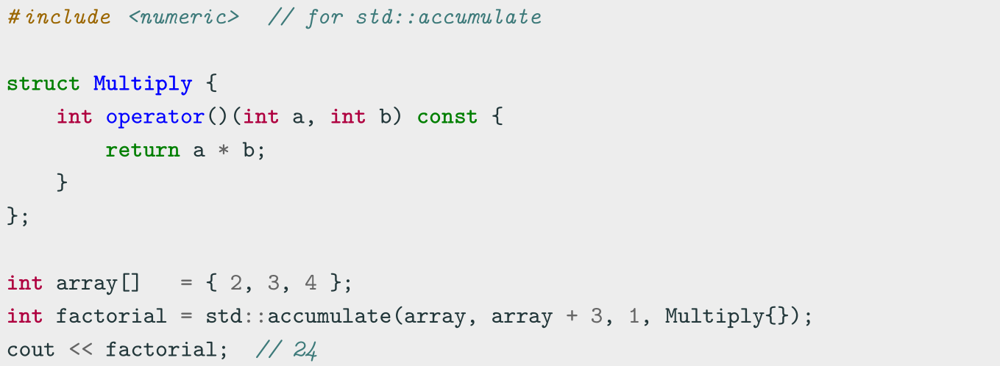 #include <numeric>  // for std::accumulate

struct Multiply {
    int operator()(int a, int b) const {
        return a * b;
    }
};

int array[]   = { 2, 3, 4 };
int factorial = std::accumulate(array, array + 3, 1, Multiply{});
cout << factorial;  // 24